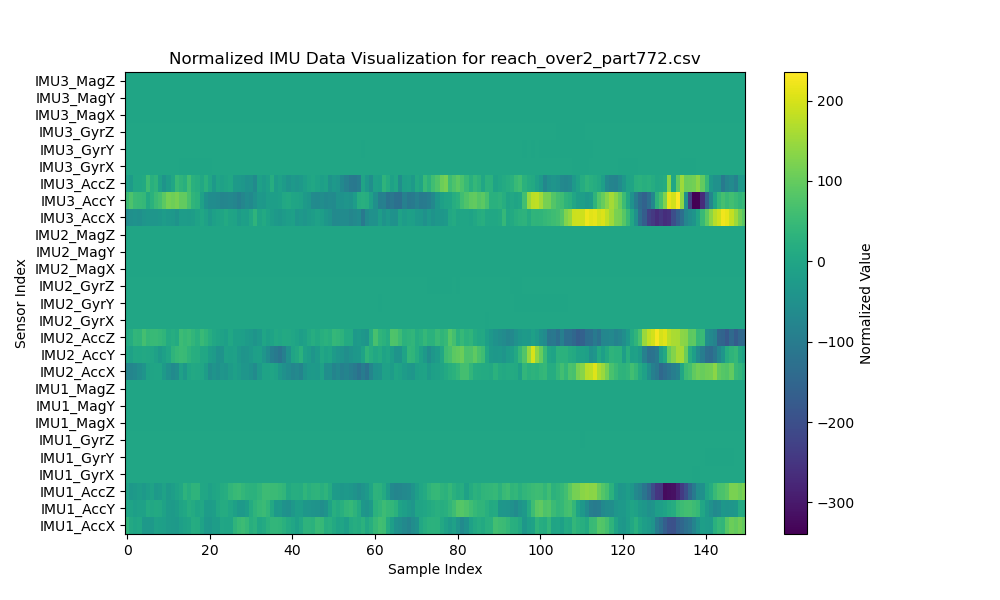 Normalized IMU Data Visualization for reach_over2_part772.csv
IMU3_MagZ
IMU3_MagY
IMU3_MagX
IMU3_GyrZ
IMU3_GyrY
IMU3_GyrX
IMU3_AccZ
IMU3_AccY
IMU3_AccX
IMU2_MagZ
IMU2_MagY
IMU2_MagX
IMU2_GyrZ
IMU2_GyrY
IMU2_GyrX
IMU2_AccZ
IMU2_AccY
IMU2_AccX
IMU1_MagZ
IMU1_MagY
IMU1_MagX
IMU1_GyrZ
IMU1_GyrY
IMU1_GyrX
IMU1_AccZ
IMU1_AccY
IMU1_AccX
Sensor Index
0 20 40 60 80 100 120 140
Sample Index
200
100
0
−100
−200
−300
Normalized Value